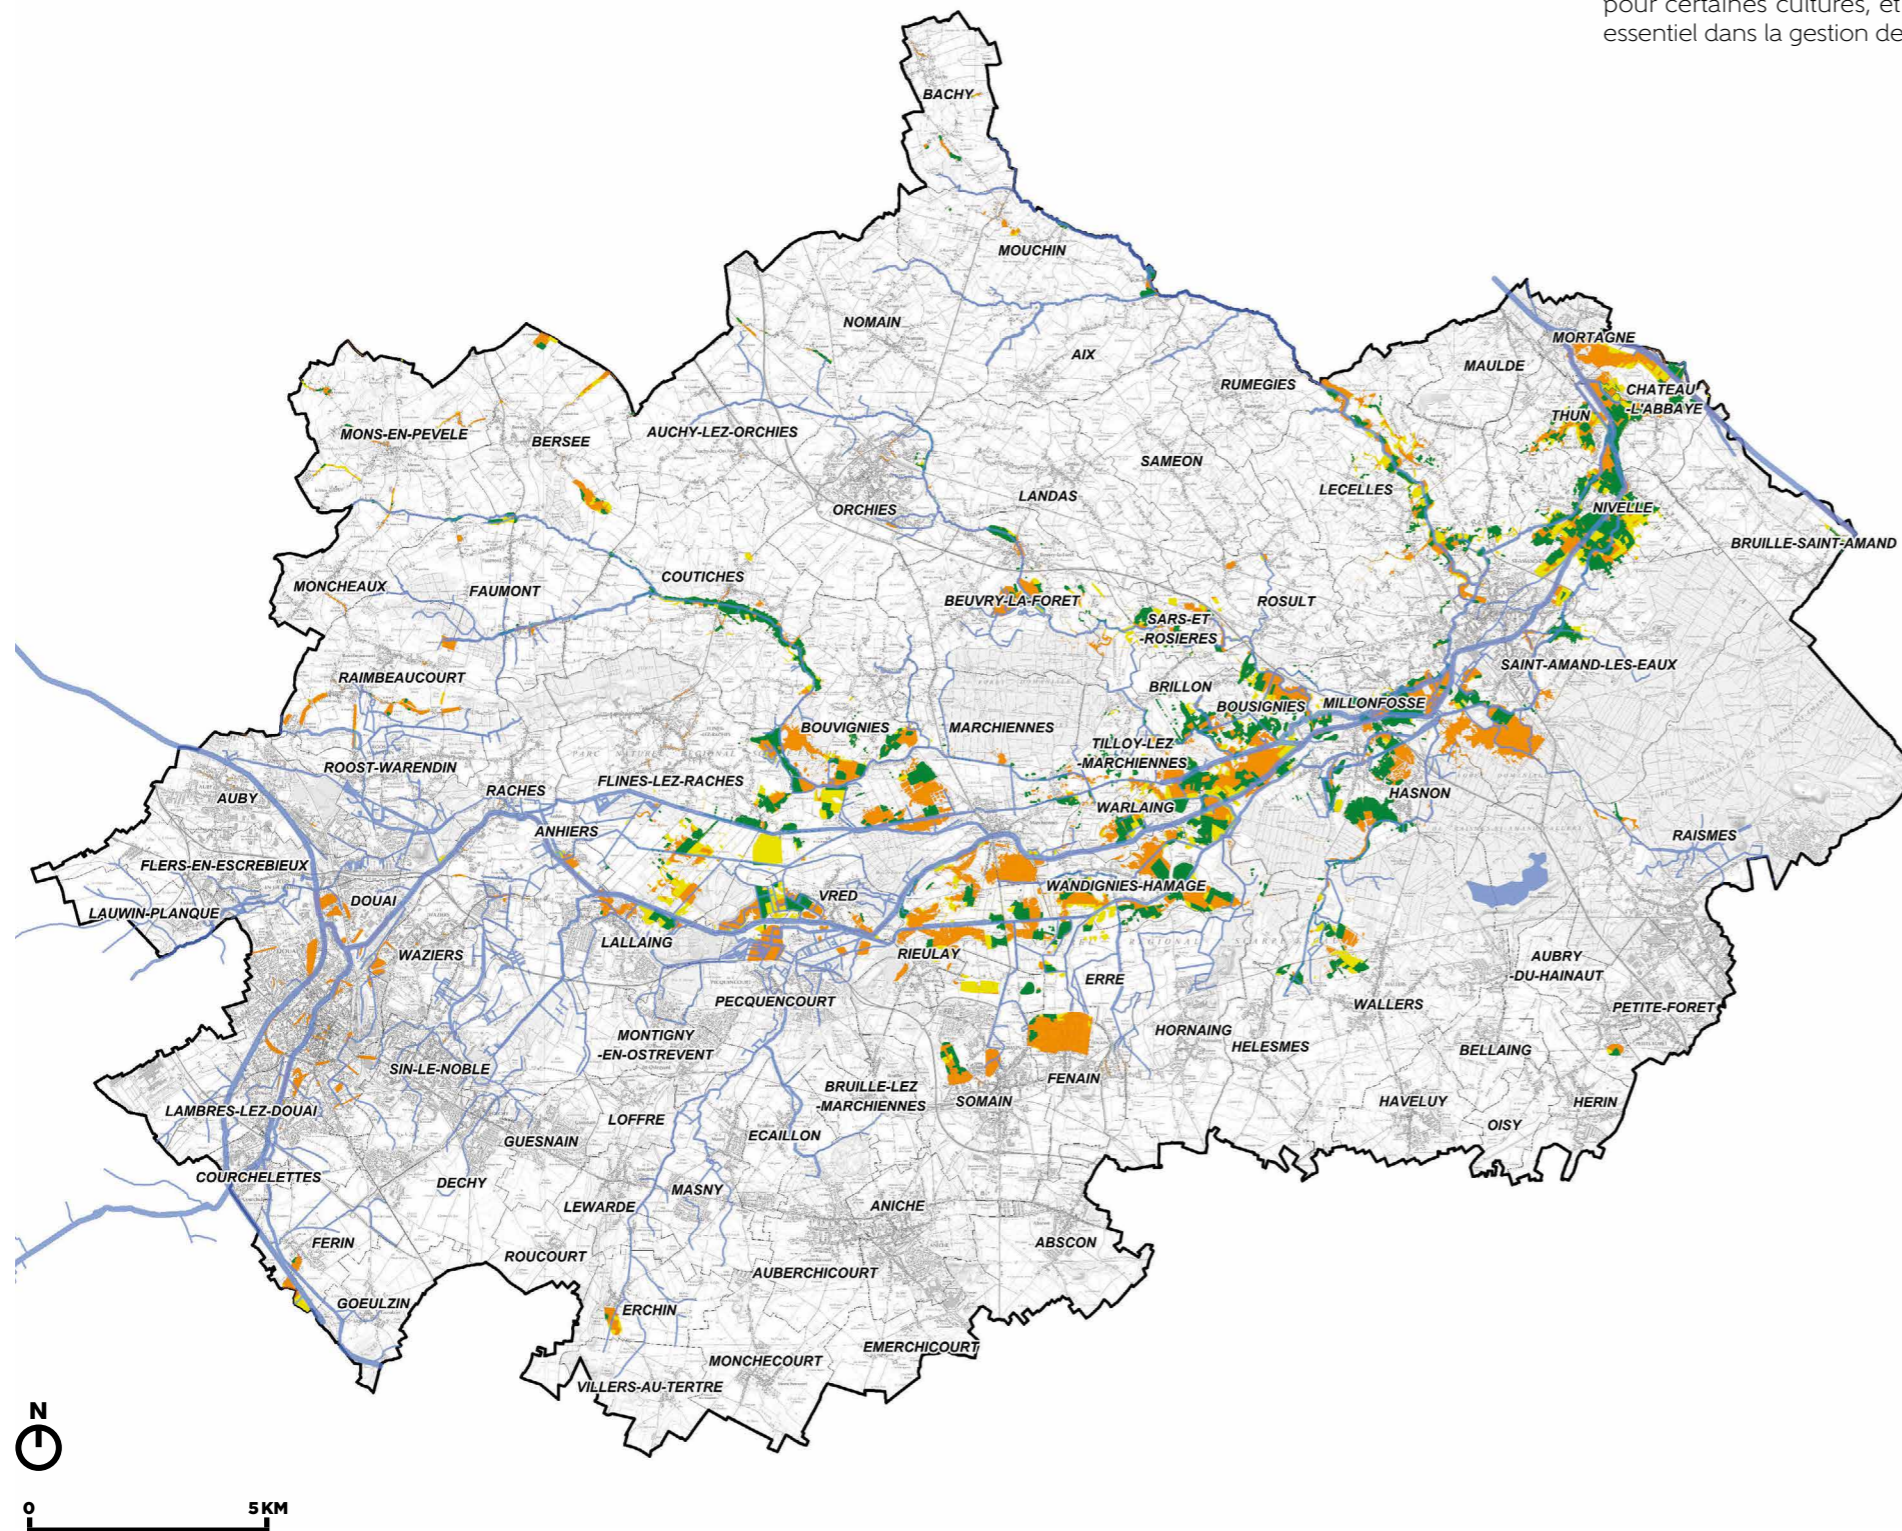 pour certaines cultures, et
essentiel dans la gestion de
BACHY
MOUCHIN
NOMAIN
AIX
MORTAGNE
MAULDE
CHATEAU
-L'ABBAYE
THUN
RUMEGIES
MONS-EN-PEVELE
BERSEE
AUCHY-LEZ-ORCHIES
SAMEON
LECELLES
LANDAS
ORCHIES
NIVELLE
BRUILLE-SAINT-AMAND
MONCHEAUX
FAUMONT
COUTICHES
BEUVRY-LA-FORET
ROSULT
SARS-ET
-ROSIERES
RAIMBEAUCOURT
SAINT-AMAND-LES-EAUX
BRILLON
BOUSIGNIES
MILLONFOSSE
BOUVIGNIES
MARCHIENNES
TILLOY-LEZ
-MARCHIENNES
ROOST-WARENDIN
AUBY
RACHES
FLINES-LEZ-RACHES
WARLAING
HASNON
ANHIERS
RAISMES
FLERS-EN-ESCREBIEUX
DOUAI
VRED
WANDIGNIES-HAMAGE
LAUWIN-PLANQUE
WAZIERS
LALLAING
RIEULAY
ERRE
AUBRY
-DU-HAINAUT
PECQUENCOURT
WALLERS
PETITE-FORET
MONTIGNY
-EN-OSTREVENT
HORNAING
HELESMES
BELLAING
SIN-LE-NOBLE
FENAIN
BRUILLE-LEZ
-MARCHIENNES
SOMAIN
HAVELUY
HERIN
LAMBRES-LEZ-DOUAI
LOFFRE
OISY
GUESNAIN
ECAILLON
COURCHELETTES
DECHY
MASNY
LEWARDE
ANICHE
FERIN
ROUCOURT
ABSCON
AUBERCHICOURT
GOEULZIN
ERCHIN
EMERCHICOURT
MONCHECOURT
VILLERS-AU-TERTRE
N
0 5 KM